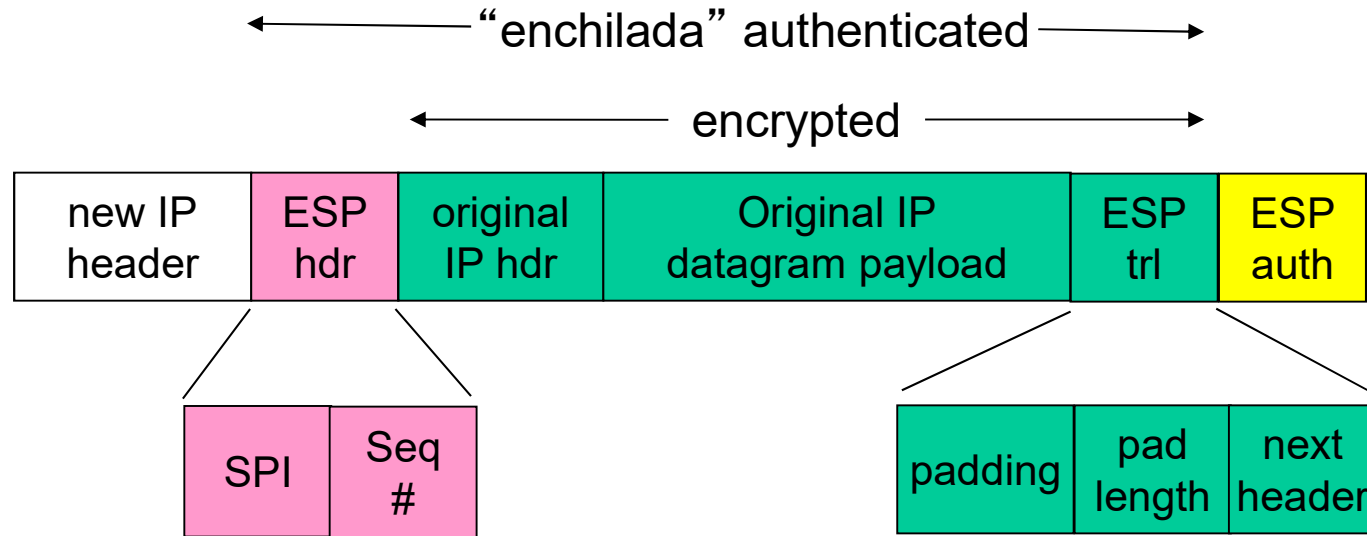 “enchilada” authenticated
encrypted
new IP
header
ESP
hdr
original
IP hdr
Original IP
datagram payload
ESP
trl
ESP
auth
SPI
Seq
#
padding
pad
length
next
header